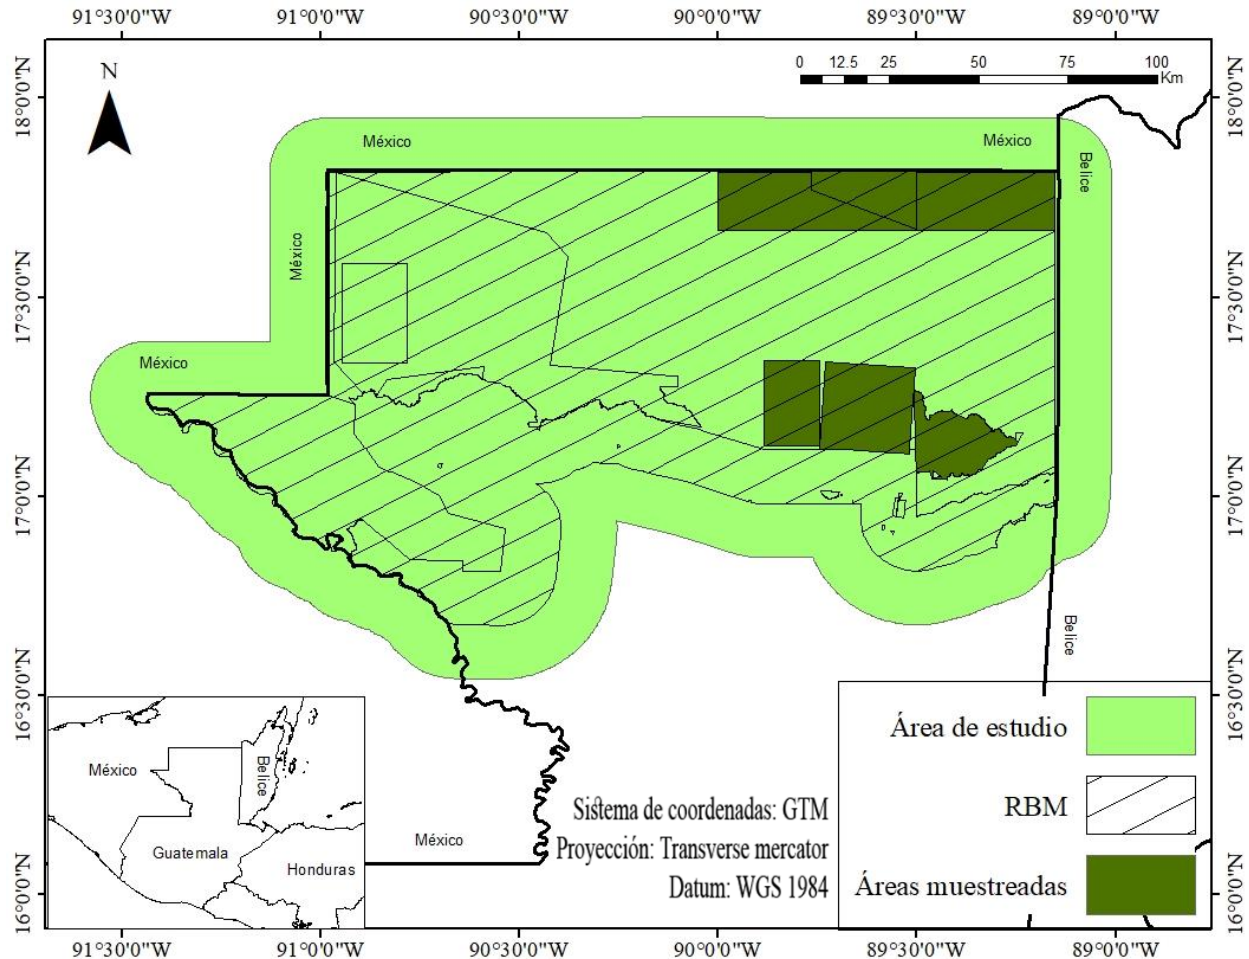 91°30'0"W 91°0'0"W 90°30'0"W 90°0'0"W 89°30'0"W 89°0'0"W
N
0 12.5 25 50 75 100
Km
18°0'0"N
18°0'0"N
México
México
Belice
México
17°30'0"N
17°30'0"N
México
17°0'0"N
17°0'0"N
Belice
16°30'0"N
16°30'0"N
Área de estudio
RBM
Áreas muestreadas
México
Belice
Guatemala
Honduras
México
Sistema de coordenadas: GTM
Proyección: Transverse mercator
Datum: WGS 1984
16°0'0"N
16°0'0"N
91°30'0"W 91°0'0"W 90°30'0"W 90°0'0"W 89°30'0"W 89°0'0"W